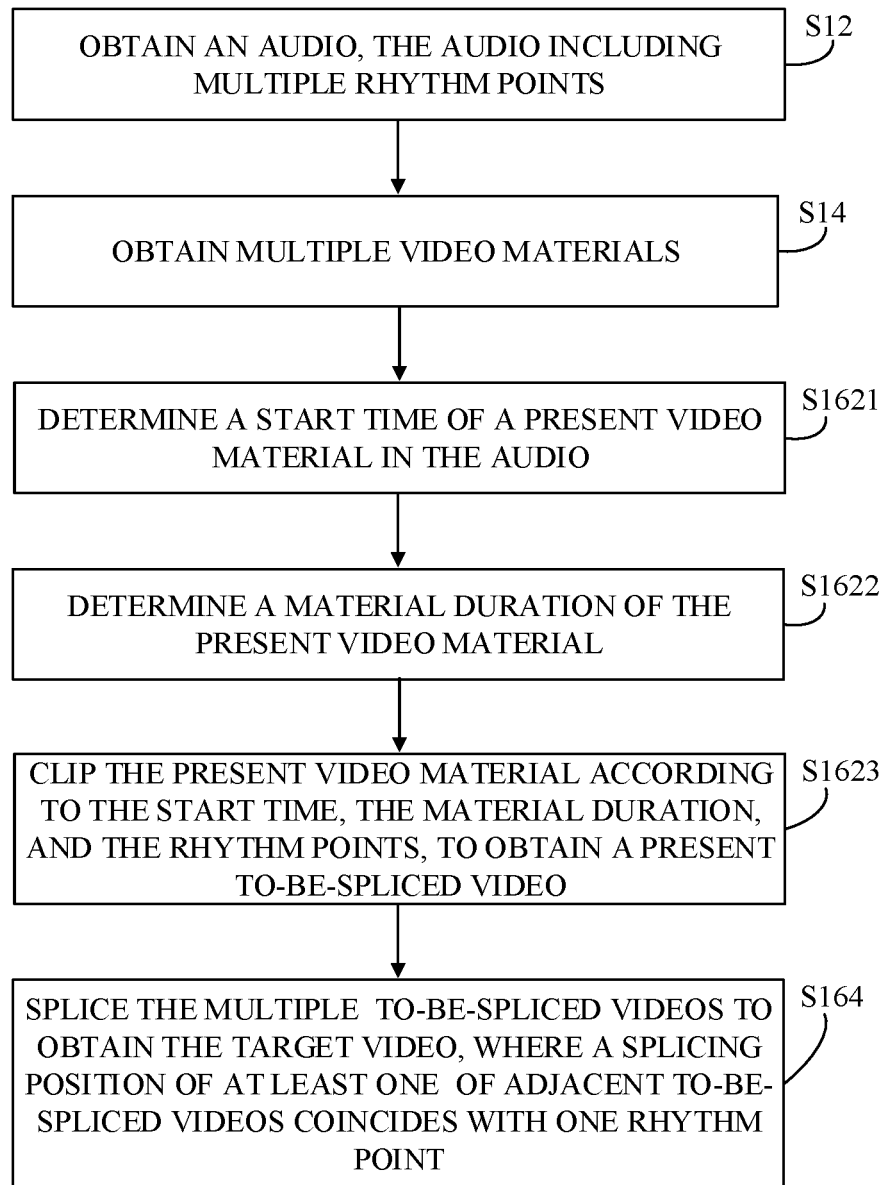 S12
OBTAIN AN AUDIO, THE AUDIO INCLUDING
MULTIPLE RHYTHM POINTS
S14
OBTAIN MULTIPLE VIDEO MATERIALS
S1621
DETERMINE A START TIME OF A PRESENT VIDEO
MATERIAL IN THE AUDIO
S1622
DETERMINE A MATERIAL DURATION OF THE
PRESENT VIDEO MATERIAL
S1623
CLIP THE PRESENT VIDEO MATERIAL ACCORDING
TO THE START TIME, THE MATERIAL DURATION,
AND THE RHYTHM POINTS, TO OBTAIN A PRESENT
TO-BE-SPLICED VIDEO
S164
SPLICE THE MULTIPLE TO-BE-SPLICED VIDEOS TO
OBTAIN THE TARGET VIDEO, WHERE A SPLICING
POSITION OF AT LEAST ONE OF ADJACENT TO-BE-
SPLICED VIDEOS COINCIDES WITH ONE RHYTHM
POINT